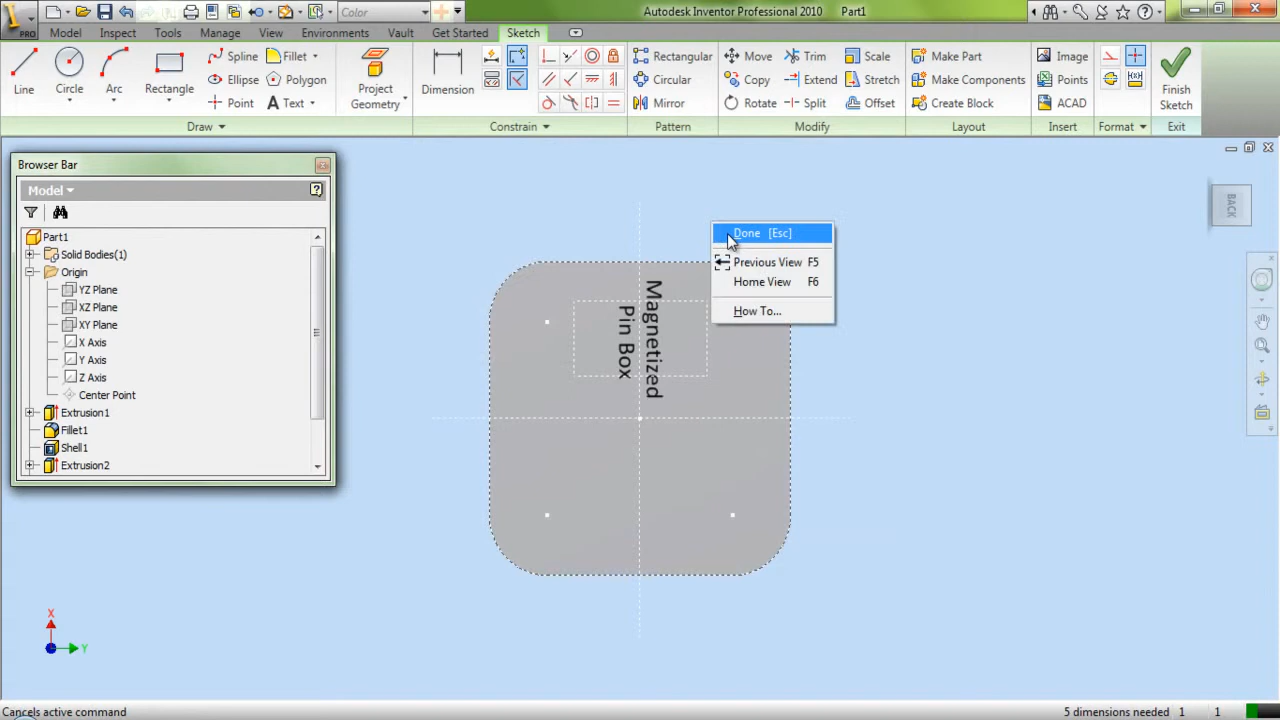 Autodesk Inventor Professional 2010 Part1
Color
PRO
Model Inspect Tools Manage View Environments Vault Get Started Sketch
Line
Circle
Arc
Rectangle
Spline
Ellipse
Point
Fillet
Polygon
Text
Project
Geometry
Dimension
Rectangular
Circular
Mirror
Move
Copy
Rotate
Trim
Extend
Split
Scale
Stretch
Offset
Make Part
Make Components
Create Block
Image
Points
ACAD
Finish
Sketch
Draw
Constrain
Pattern
Modify
Layout
Insert
Format
Exit
Browser Bar
Model
Part1
Solid Bodies(1)
Origin
YZ Plane
XZ Plane
XY Plane
X Axis
Y Axis
Z Axis
Center Point
Extrusion1
Fillet1
Shell1
Extrusion2
Done [Esc]
Previous View F5
Home View F6
How To...
Magnetized
Pin Box
BACK
X
Y
Cancels active command
5 dimensions needed 1 1